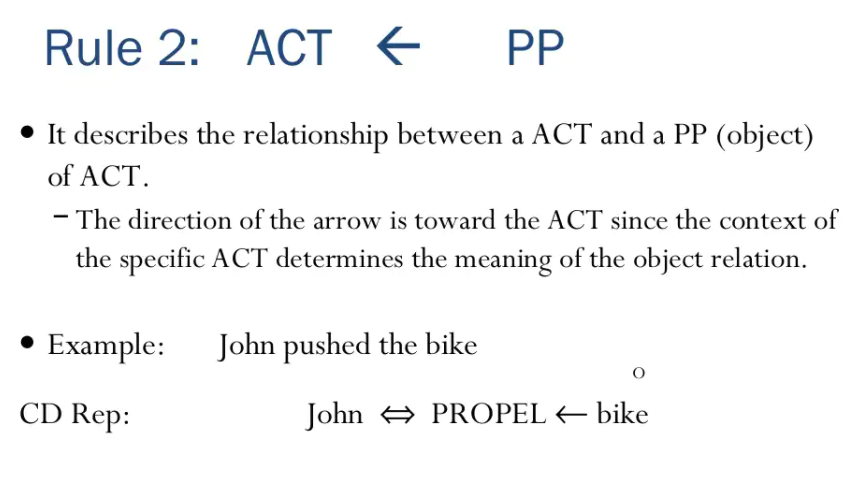 Rule 2: ACT ← PP
• It describes the relationship between a ACT and a PP (object)
of ACT.
– The direction of the arrow is toward the ACT since the context of
the specific ACT determines the meaning of the object relation.
• Example: John pushed the bike
O
CD Rep: John ⇔ PROPEL ← bike